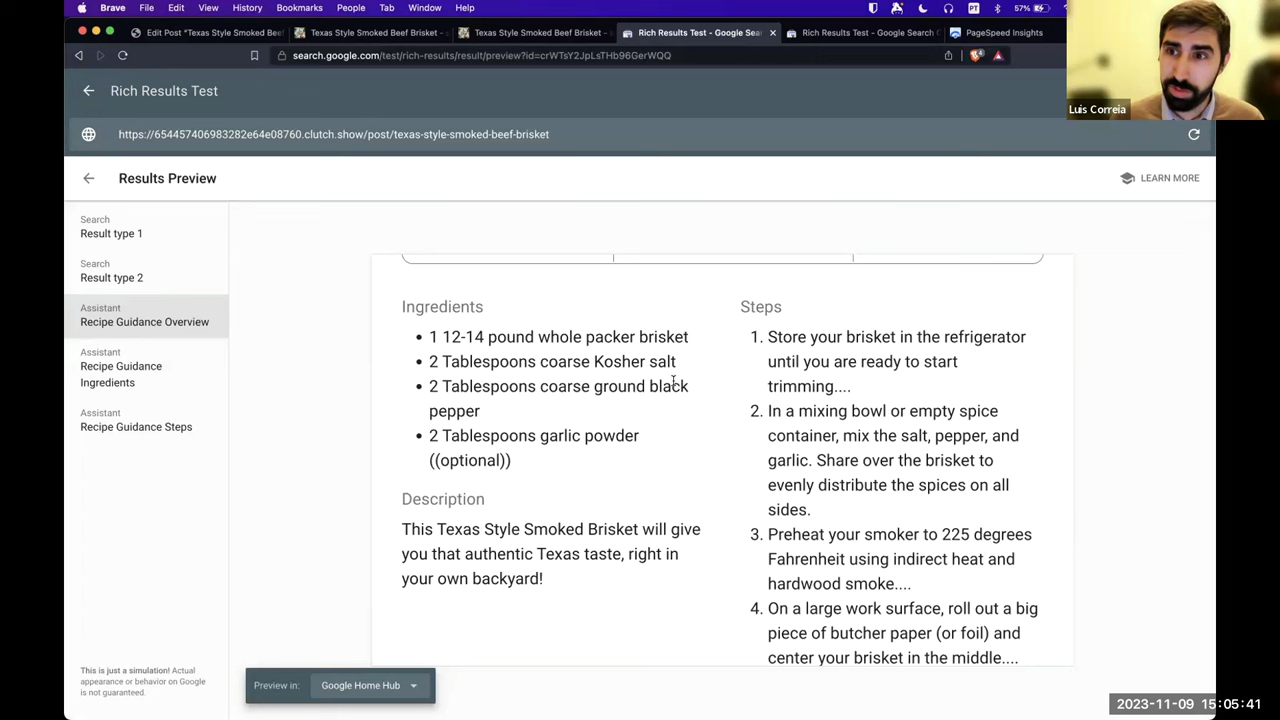 Brave File Edit View History Bookmarks People Tab Window Help
PT 57%
Edit Post "Texas Style Smoked Beef
Texas Style Smoked Beef Brisket -
Texas Style Smoked Beef Brisket -
Rich Results Test - Google Sea
Rich Results Test - Google Search
PageSpeed Insights
search.google.com/test/rich-results/result/preview?id=crWTsY2JpLsTHb96GerWQQ
Luis Correia
Rich Results Test
https://654457406983282e64e08760.clutch.show/post/texas-style-smoked-beef-brisket
Results Preview
LEARN MORE
Search
Result type 1
Search
Result type 2
Assistant
Recipe Guidance Overview
Assistant
Recipe Guidance
Ingredients
Assistant
Recipe Guidance Steps
Ingredients
1 12-14 pound whole packer brisket
2 Tablespoons coarse Kosher salt
2 Tablespoons coarse ground black
pepper
2 Tablespoons garlic powder
((optional))
Description
This Texas Style Smoked Brisket will give
you that authentic Texas taste, right in
your own backyard!
Steps
1. Store your brisket in the refrigerator
until you are ready to start
trimming....
2. In a mixing bowl or empty spice
container, mix the salt, pepper, and
garlic. Share over the brisket to
evenly distribute the spices on all
sides.
3. Preheat your smoker to 225 degrees
Fahrenheit using indirect heat and
hardwood smoke....
4. On a large work surface, roll out a big
piece of butcher paper (or foil) and
center your brisket in the middle....
This is just a simulation! Actual
appearance or behavior on Google
is not guaranteed.
Preview in: Google Home Hub
2023-11-09 15:05:41